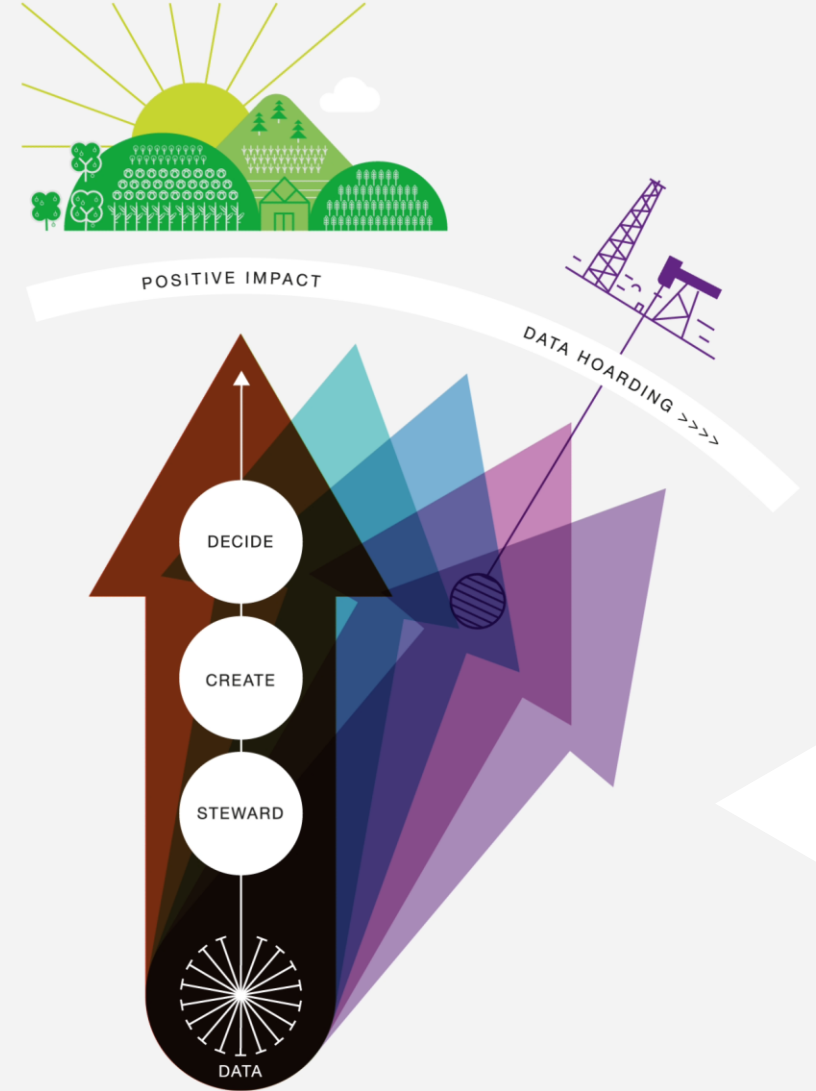 POSITIVE IMPACT
DATA HOARDING >>>>
DECIDE
CREATE
STEWARD
DATA